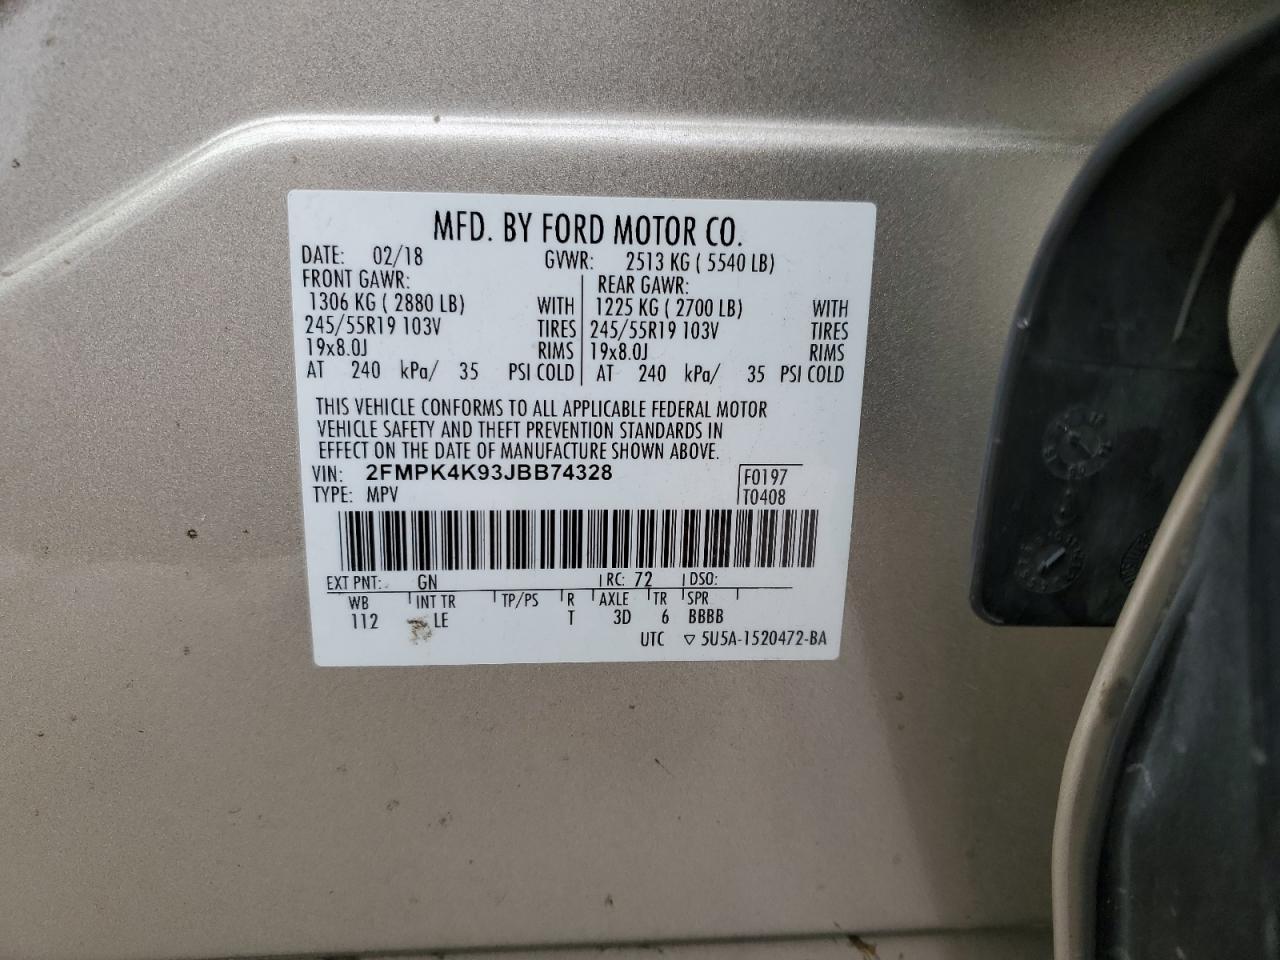 MFD. BY FORD MOTOR CO.
DATE: 02/18 GVWR: 2513 KG ( 5540 LB)
FRONT GAWR: REAR GAWR:
1306 KG ( 2880 LB) WITH 1225 KG ( 2700 LB) WITH
245/55R19 103V TIRES 245/55R19 103V TIRES
19x8.0J RIMS 19x8.0J RIMS
AT 240 kPa/ 35 PSI COLD AT 240 kPa/ 35 PSI COLD
THIS VEHICLE CONFORMS TO ALL APPLICABLE FEDERAL MOTOR
VEHICLE SAFETY AND THEFT PREVENTION STANDARDS IN
EFFECT ON THE DATE OF MANUFACTURE SHOWN ABOVE.
VIN: 2FMPK4K93JBB74328 F0197
TYPE: MPV T0408
EXT PNT: GN RC: 72 DSO:
WB INT TR TP/PS R AXLE TR SPR
112 LE T 3D 6 BBBB
UTC ▽ 5U5A-1520472-BA